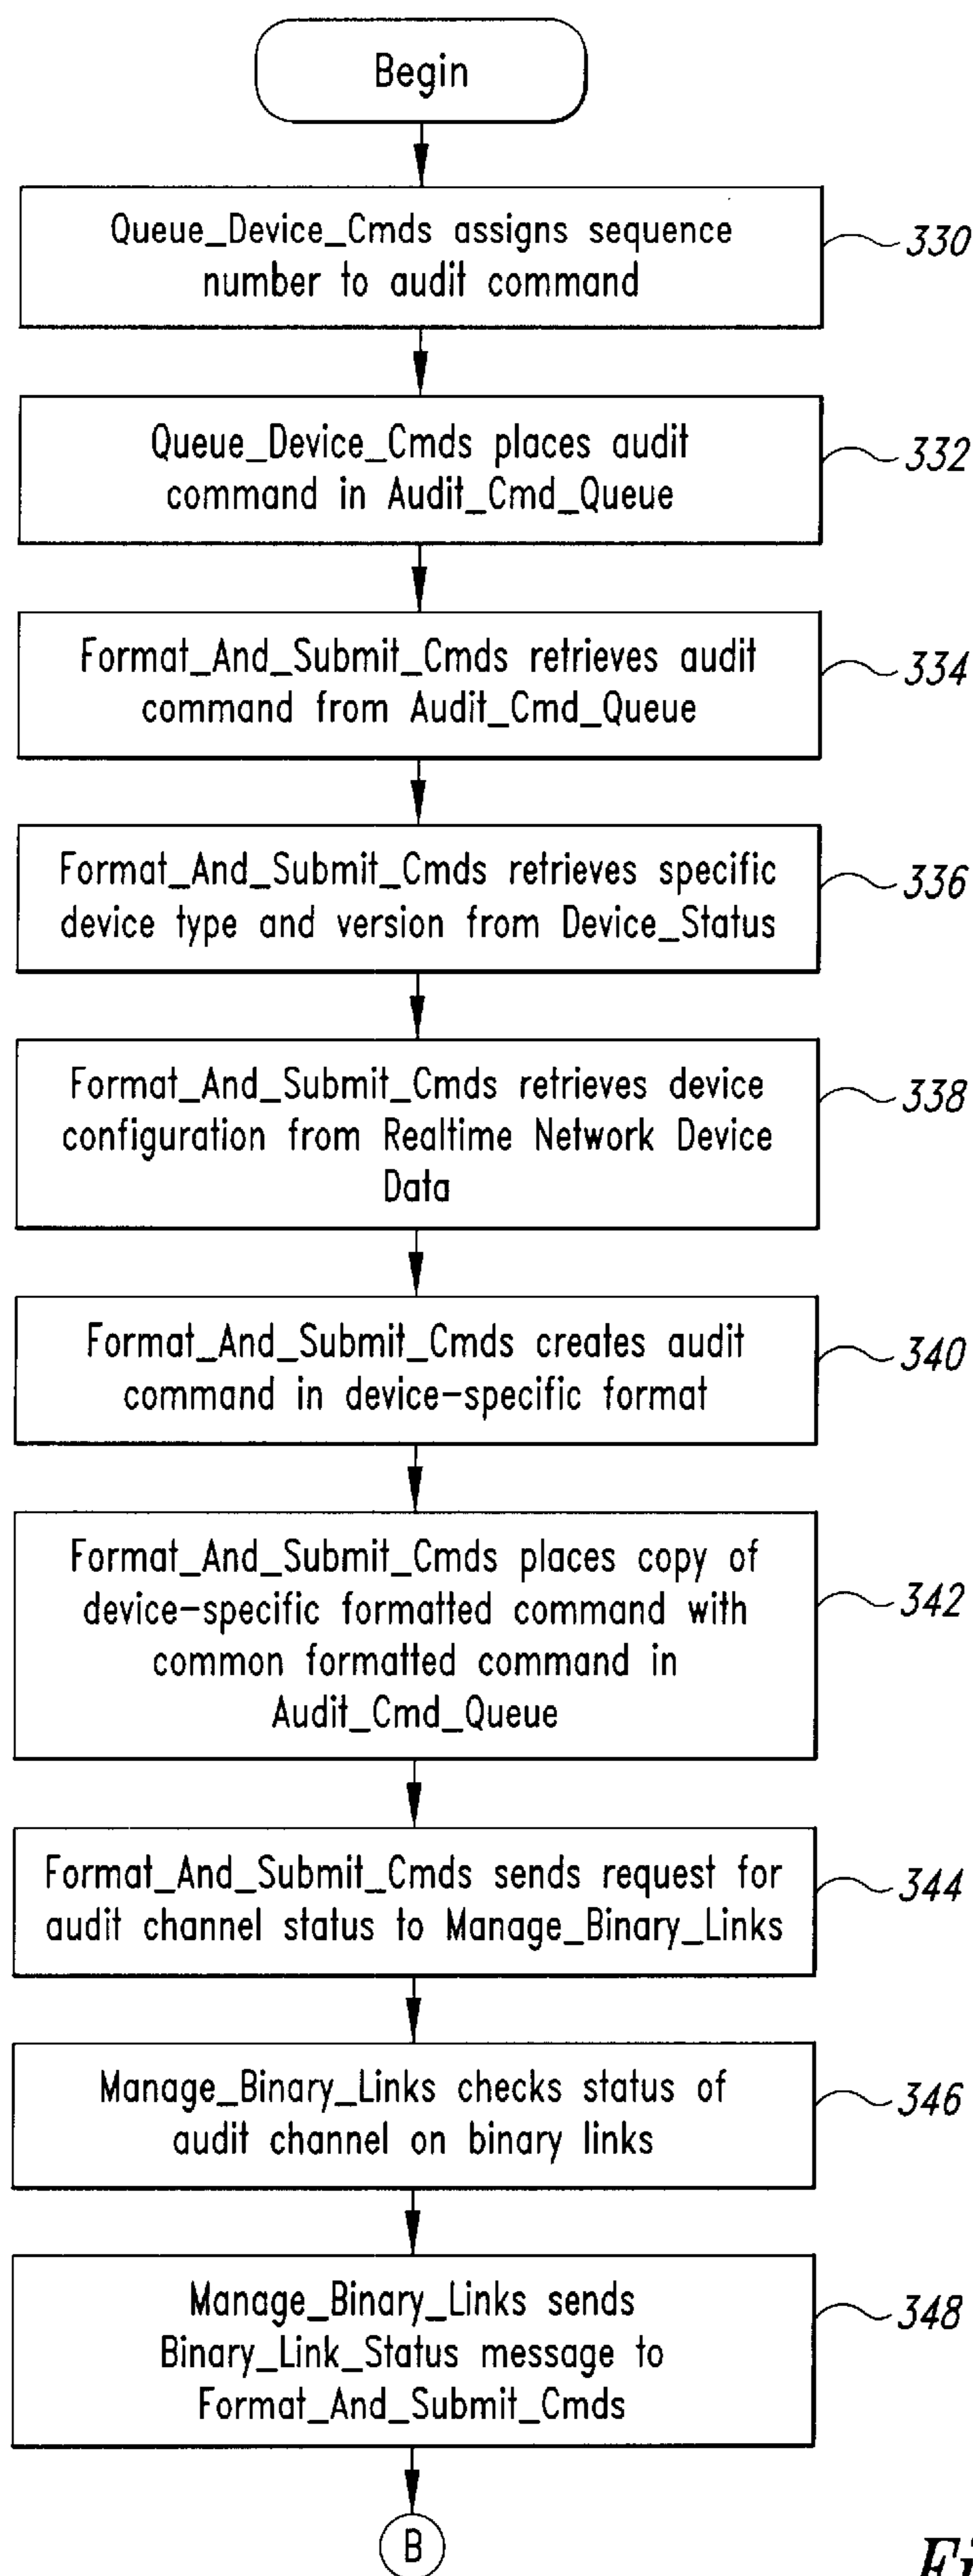 Begin
Queue_Device_Cmds assigns sequence
number to audit command
330
Queue_Device_Cmds places audit
command in Audit_Cmd_Queue
332
Format_And_Submit_Cmds retrieves audit
command from Audit_Cmd_Queue
334
Format_And_Submit_Cmds retrieves specific
device type and version from Device_Status
336
Format_And_Submit_Cmds retrieves device
configuration from Realtime Network Device
Data
338
Format_And_Submit_Cmds creates audit
command in device-specific format
340
Format_And_Submit_Cmds places copy of
device-specific formatted command with
common formatted command in
Audit_Cmd_Queue
342
Format_And_Submit_Cmds sends request for
audit channel status to Manage_Binary_Links
344
Manage_Binary_Links checks status of
audit channel on binary links
346
Manage_Binary_Links sends
Binary_Link_Status message to
Format_And_Submit_Cmds
348
B